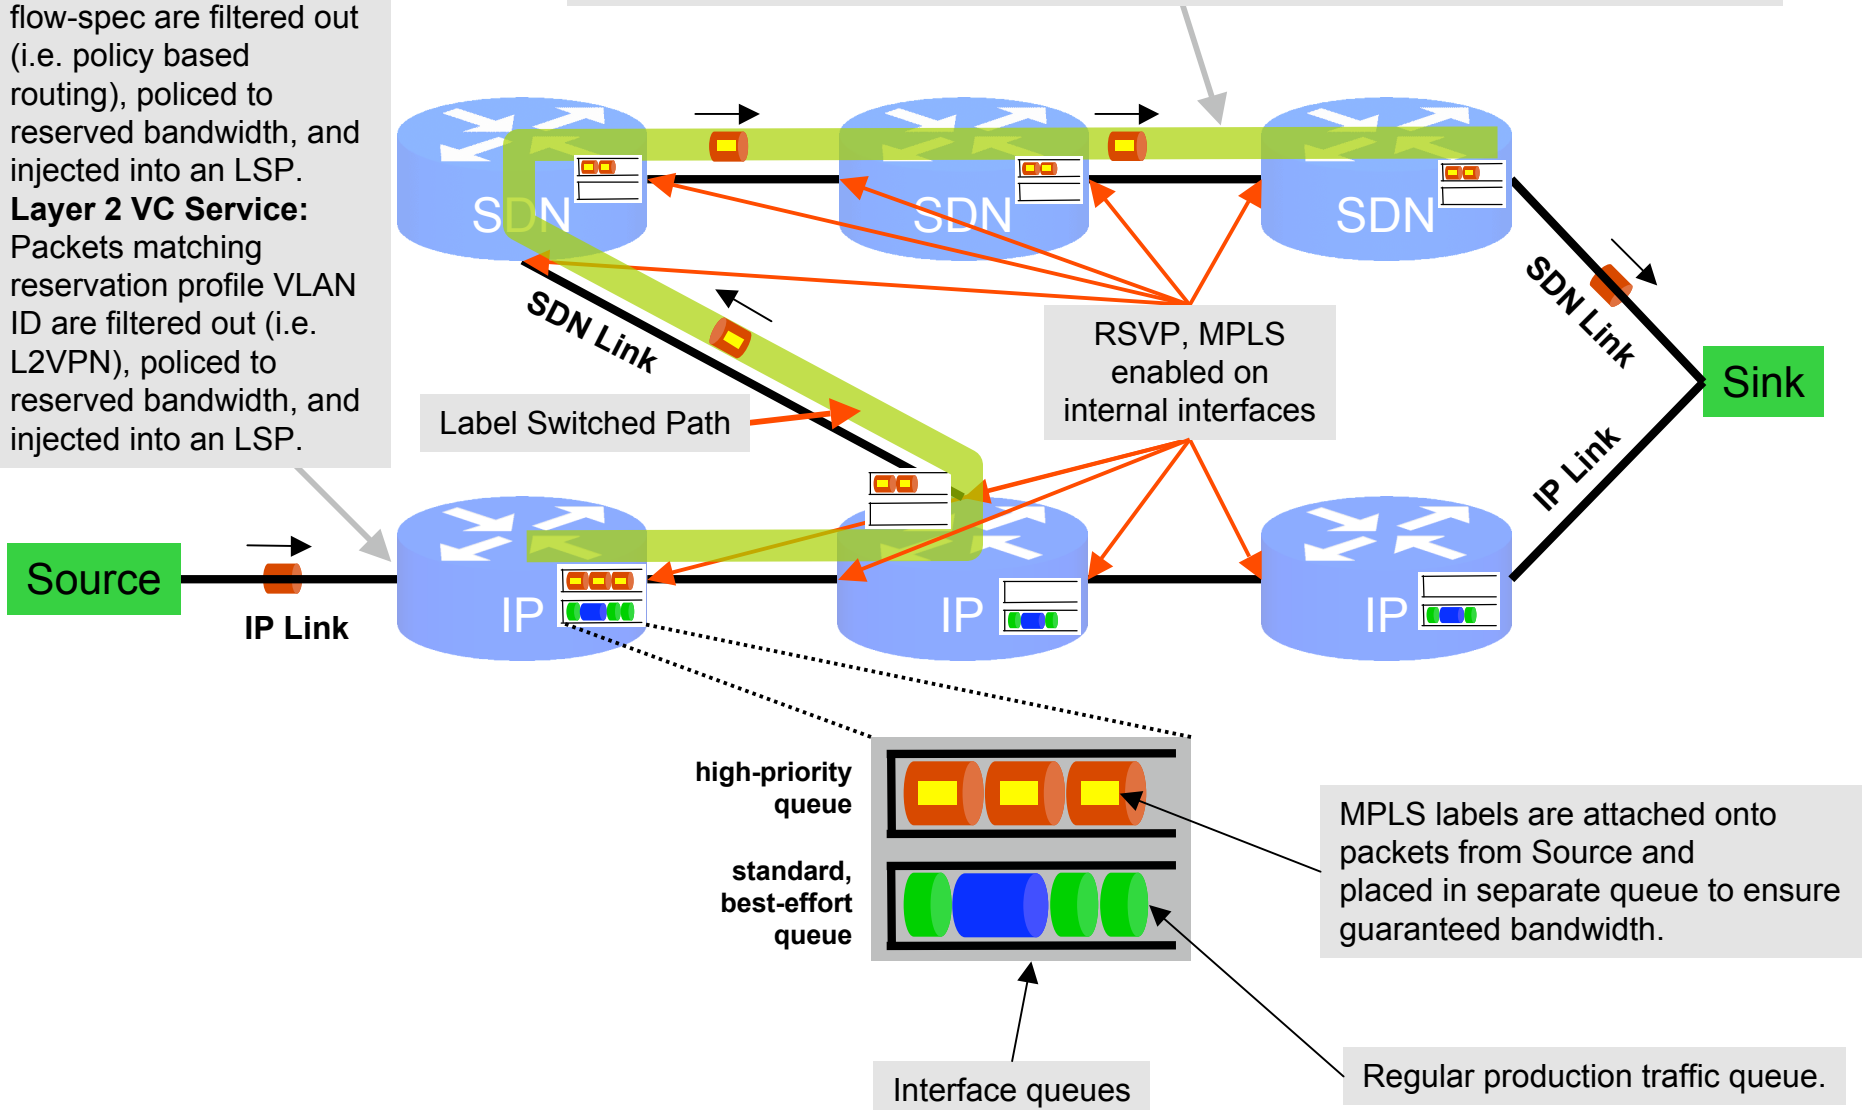 flow-spec are filtered out
(i.e. policy based
routing), policed to
reserved bandwidth, and
injected into an LSP.
Layer 2 VC Service:
Packets matching
reservation profile VLAN
ID are filtered out (i.e.
L2VPN), policed to
reserved bandwidth, and
injected into an LSP.
SDN
SDN
SDN
SDN Link
SDN Link
RSVP, MPLS
enabled on
internal interfaces
Sink
Label Switched Path
IP Link
Source
IP Link
IP
IP
IP
high-priority
queue
standard,
best-effort
queue
MPLS labels are attached onto
packets from Source and
placed in separate queue to ensure
guaranteed bandwidth.
Interface queues
Regular production traffic queue.